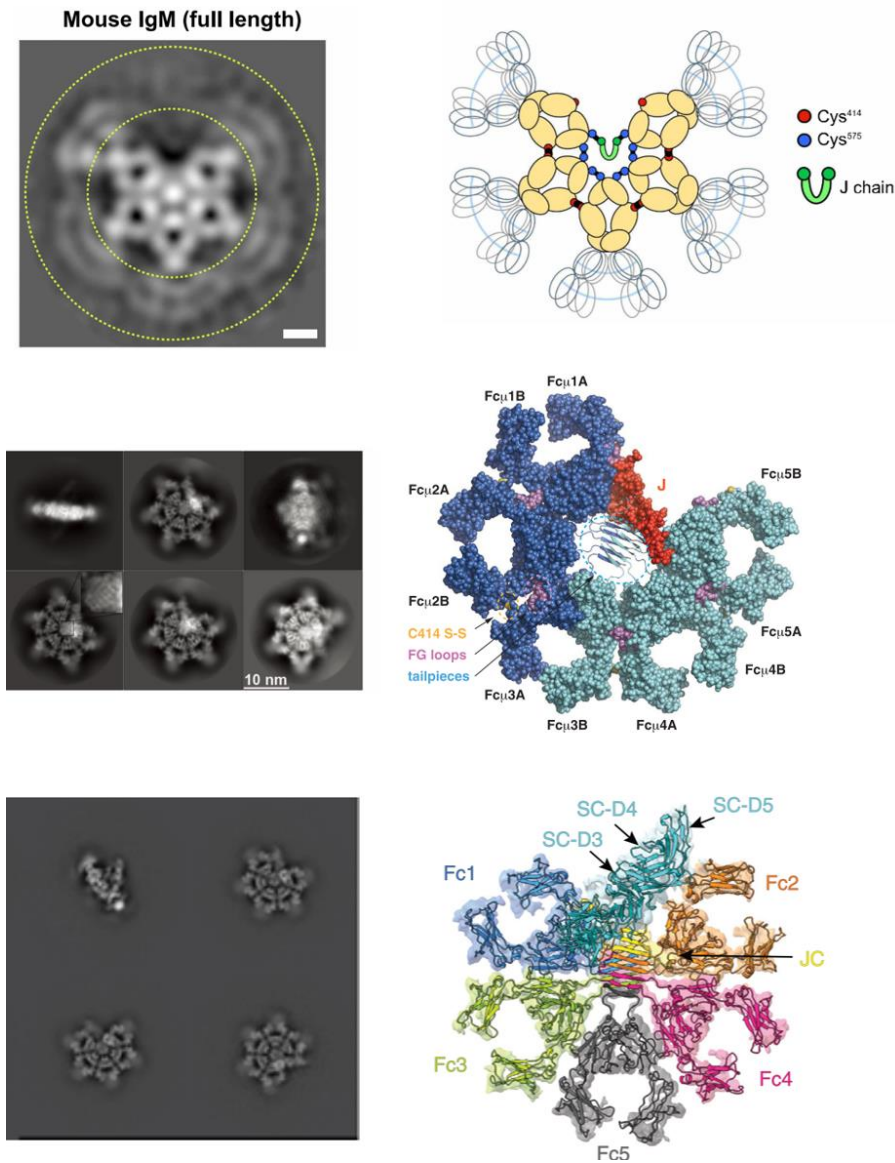 Mouse IgM (full length)
Cys414
Cys575
J chain
Fcμ1A
Fcμ1B
Fcμ2A
J
Fcμ5B
Fcμ2B
C414 S-S
FG loops
tailpieces
Fcμ5A
Fcμ4B
Fcμ3A
Fcμ3B
Fcμ4A
10 nm
SC-D4
SC-D5
SC-D3
Fc1
Fc2
JC
Fc3
Fc4
Fc5